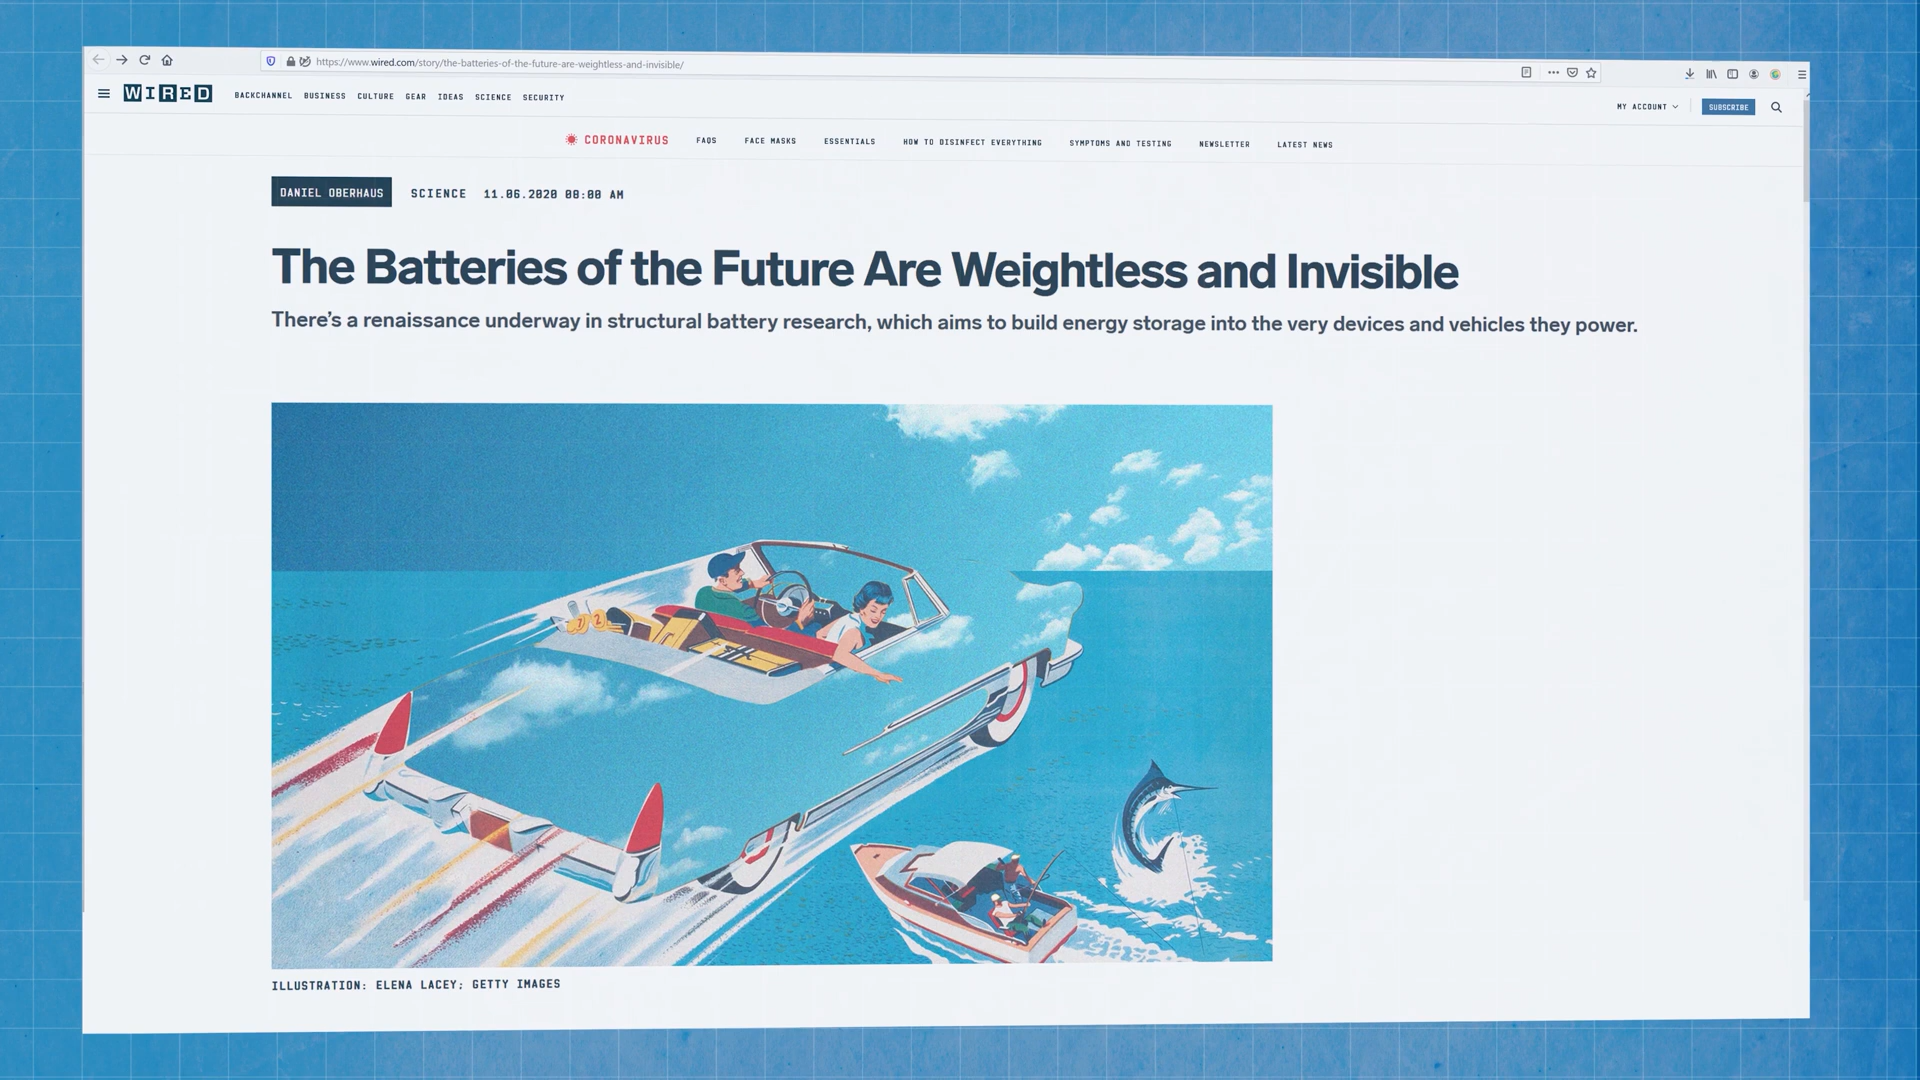 https://www.wired.com/story/the-batteries-of-the-future-are-weightless-and-invisible/
WIRED BACKCHANNEL BUSINESS CULTURE GEAR IDEAS SCIENCE SECURITY MY ACCOUNT SUBSCRIBE
CORONAVIRUS FAQS FACE MASKS ESSENTIALS HOW TO DISINFECT EVERYTHING SYMPTOMS AND TESTING NEWSLETTER LATEST NEWS
DANIEL OBERHAUS SCIENCE 11.06.2020 08:00 AM
The Batteries of the Future Are Weightless and Invisible
There's a renaissance underway in structural battery research, which aims to build energy storage into the very devices and vehicles they power.
1 2
ILLUSTRATION: ELENA LACEY; GETTY IMAGES